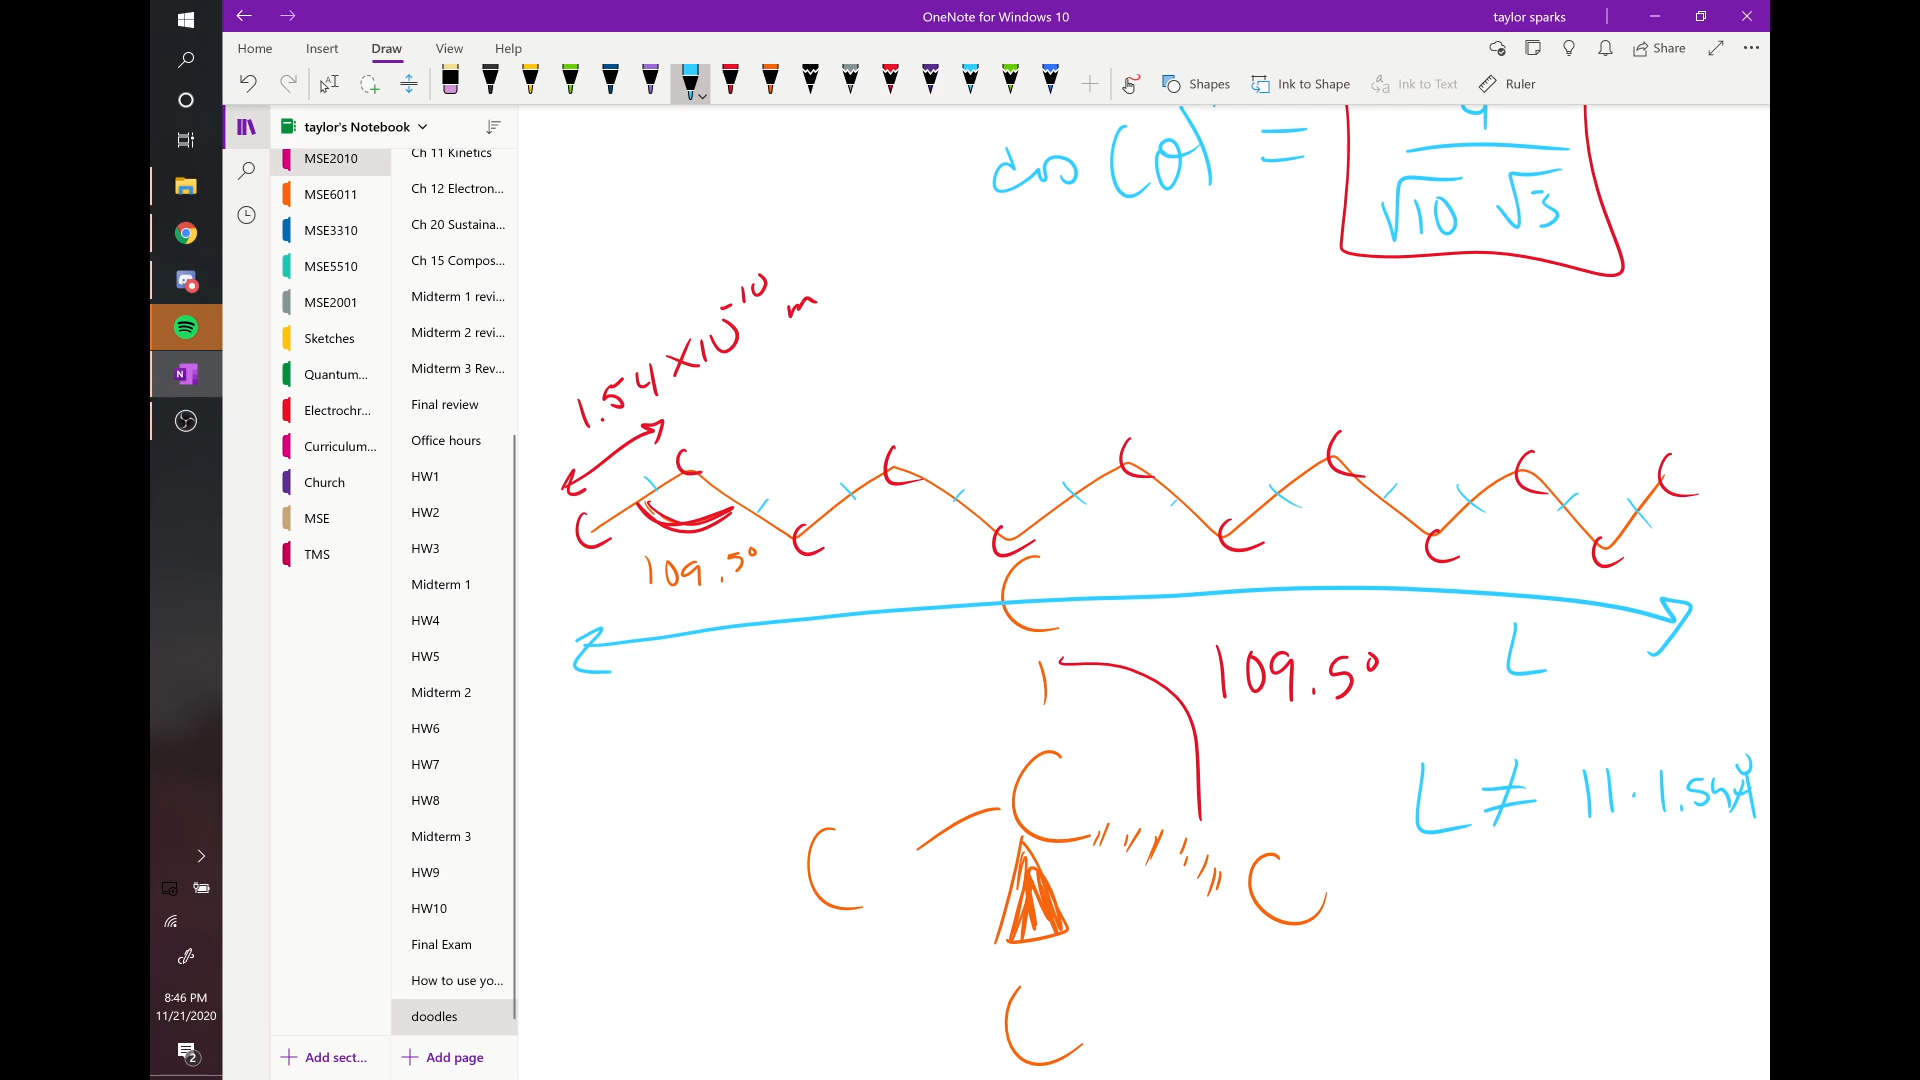 OneNote for Windows 10
taylor sparks
Home
Insert
Draw
View
Help
Share
Shapes
Ink to Shape
Ink to Text
Ruler
taylor's Notebook
MSE2010
MSE6011
MSE3310
MSE5510
MSE2001
Sketches
Quantum...
Electrochr...
Curriculum...
Church
MSE
TMS
Add sect...
Ch 11 Kinetics
Ch 12 Electron...
Ch 20 Sustaina...
Ch 15 Compos...
Midterm 1 revi...
Midterm 2 revi...
Midterm 3 Rev...
Final review
Office hours
HW1
HW2
HW3
Midterm 1
HW4
HW5
Midterm 2
HW6
HW7
HW8
Midterm 3
HW9
HW10
Final Exam
How to use yo...
doodles
Add page
cos(θ) =
√10 √3
1.54 x10⁻¹⁰ m
C C C C C C
C C C C C C
109.5°
C
L
109.5°
C
L ≠ 11·1.54Å
C
C
C
N
8:46 PM
11/21/2020
2